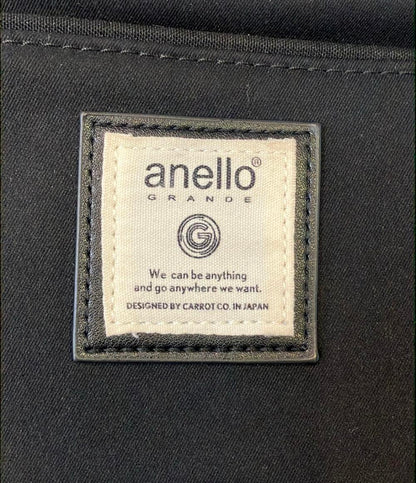 anello®
GRANDE
G
We can be anything
and go anywhere we want.
DESIGNED BY CARROT CO. IN JAPAN